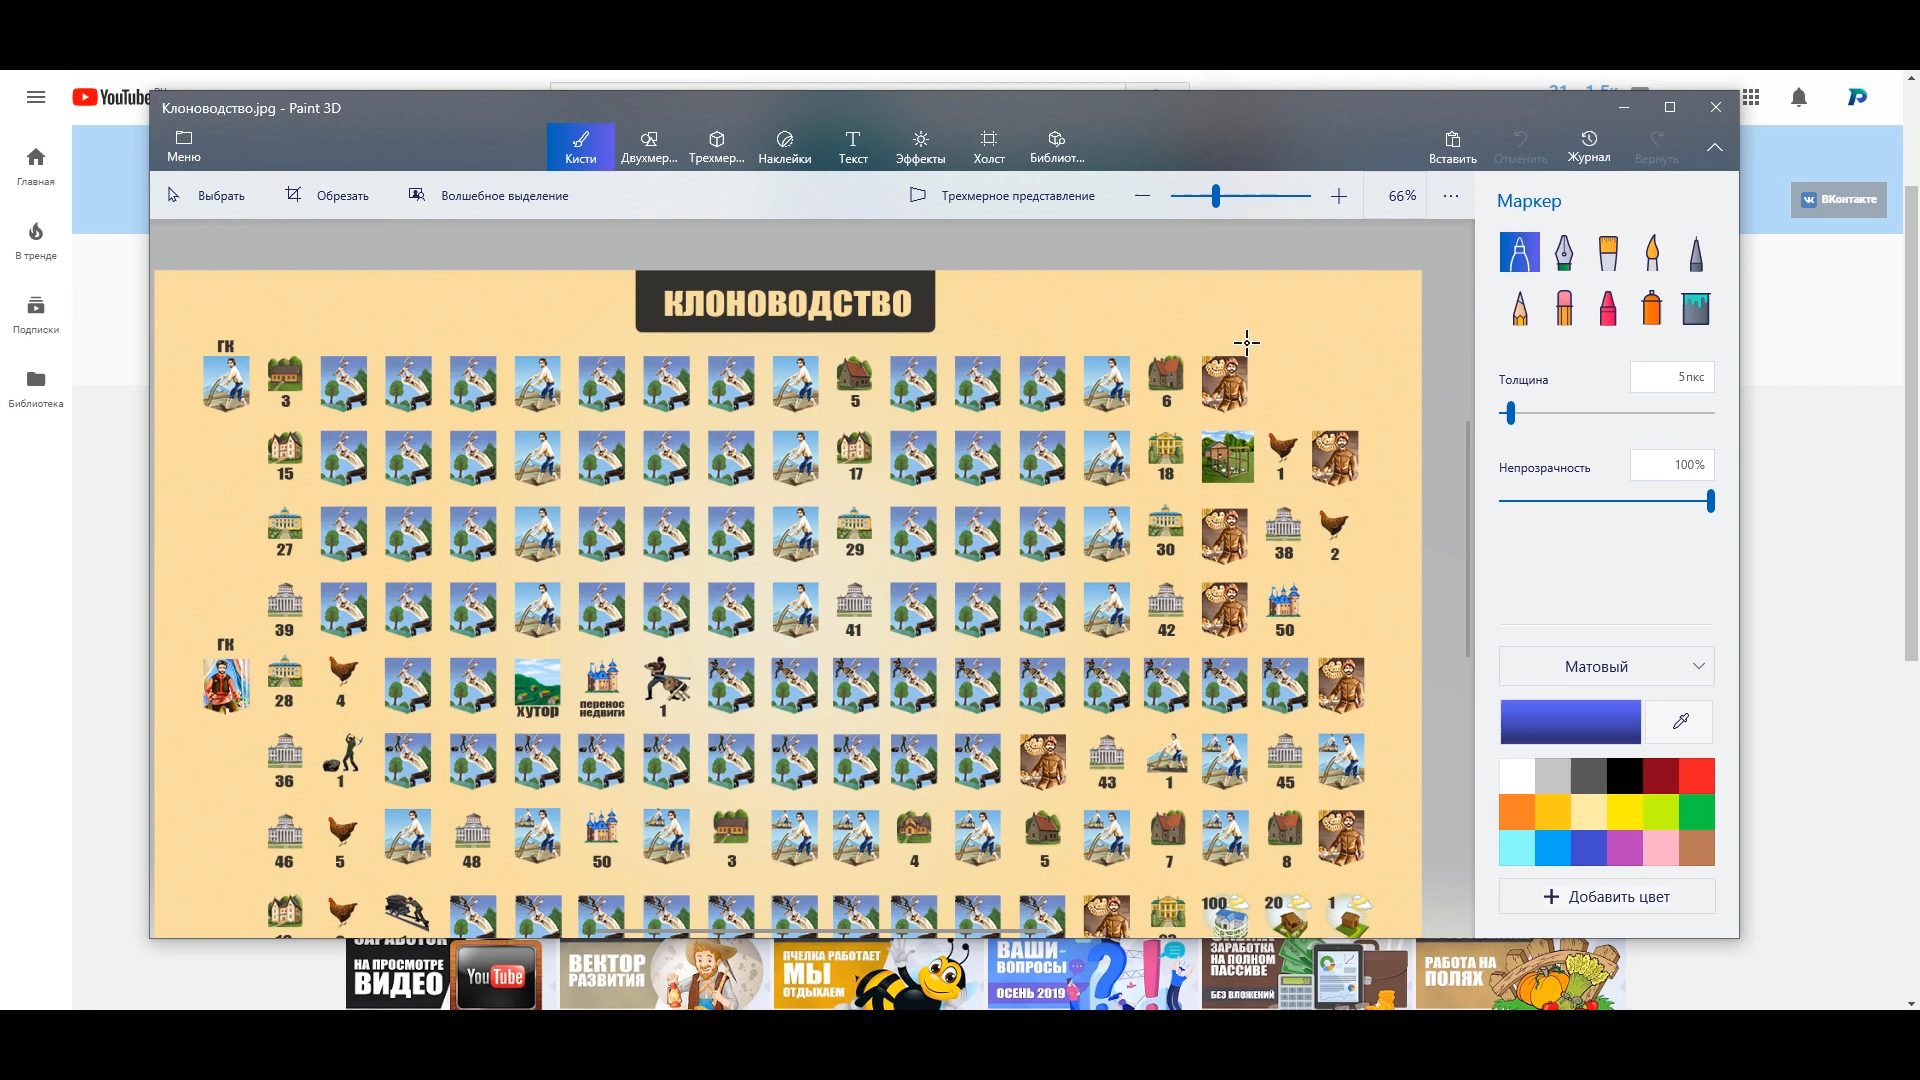 YouTube
Клоноводство.jpg - Paint 3D
Меню
Кисти
Двухмер...
Трехмер...
Наклейки
Текст
Эффекты
Холст
Библиот...
Вставить
Отменить
Журнал
Вернуть
Выбрать
Обрезать
Волшебное выделение
Трехмерное представление
66%
Главная
В тренде
Подписки
Библиотека
ВКонтакте
Маркер
Толщина
5пкс
Непрозрачность
100%
Матовый
Добавить цвет
КЛОНОВОДСТВО
ГК
3 5 6
15 17 18 1
27 29 30 38 2
39 41 42 50
ГК
28 4 хутор перенос недвиги 1
36 1 43 1 45
46 5 48 50 3 4 5 7 8
100 20 1
ЗАРАБОТОК
НА ПРОСМОТРЕ
ВИДЕО
YouTube
ВЕКТОР
РАЗВИТИЯ
ПЧЕЛКА РАБОТАЕТ
МЫ
ОТДЫХАЕМ
ВАШИ-
ВОПРОСЫ
ОСЕНЬ 2019
ЗАРАБОТКА
НА ПОЛНОМ
ПАССИВЕ
БЕЗ ВЛОЖЕНИЙ
РАБОТА НА
ПОЛЯХ